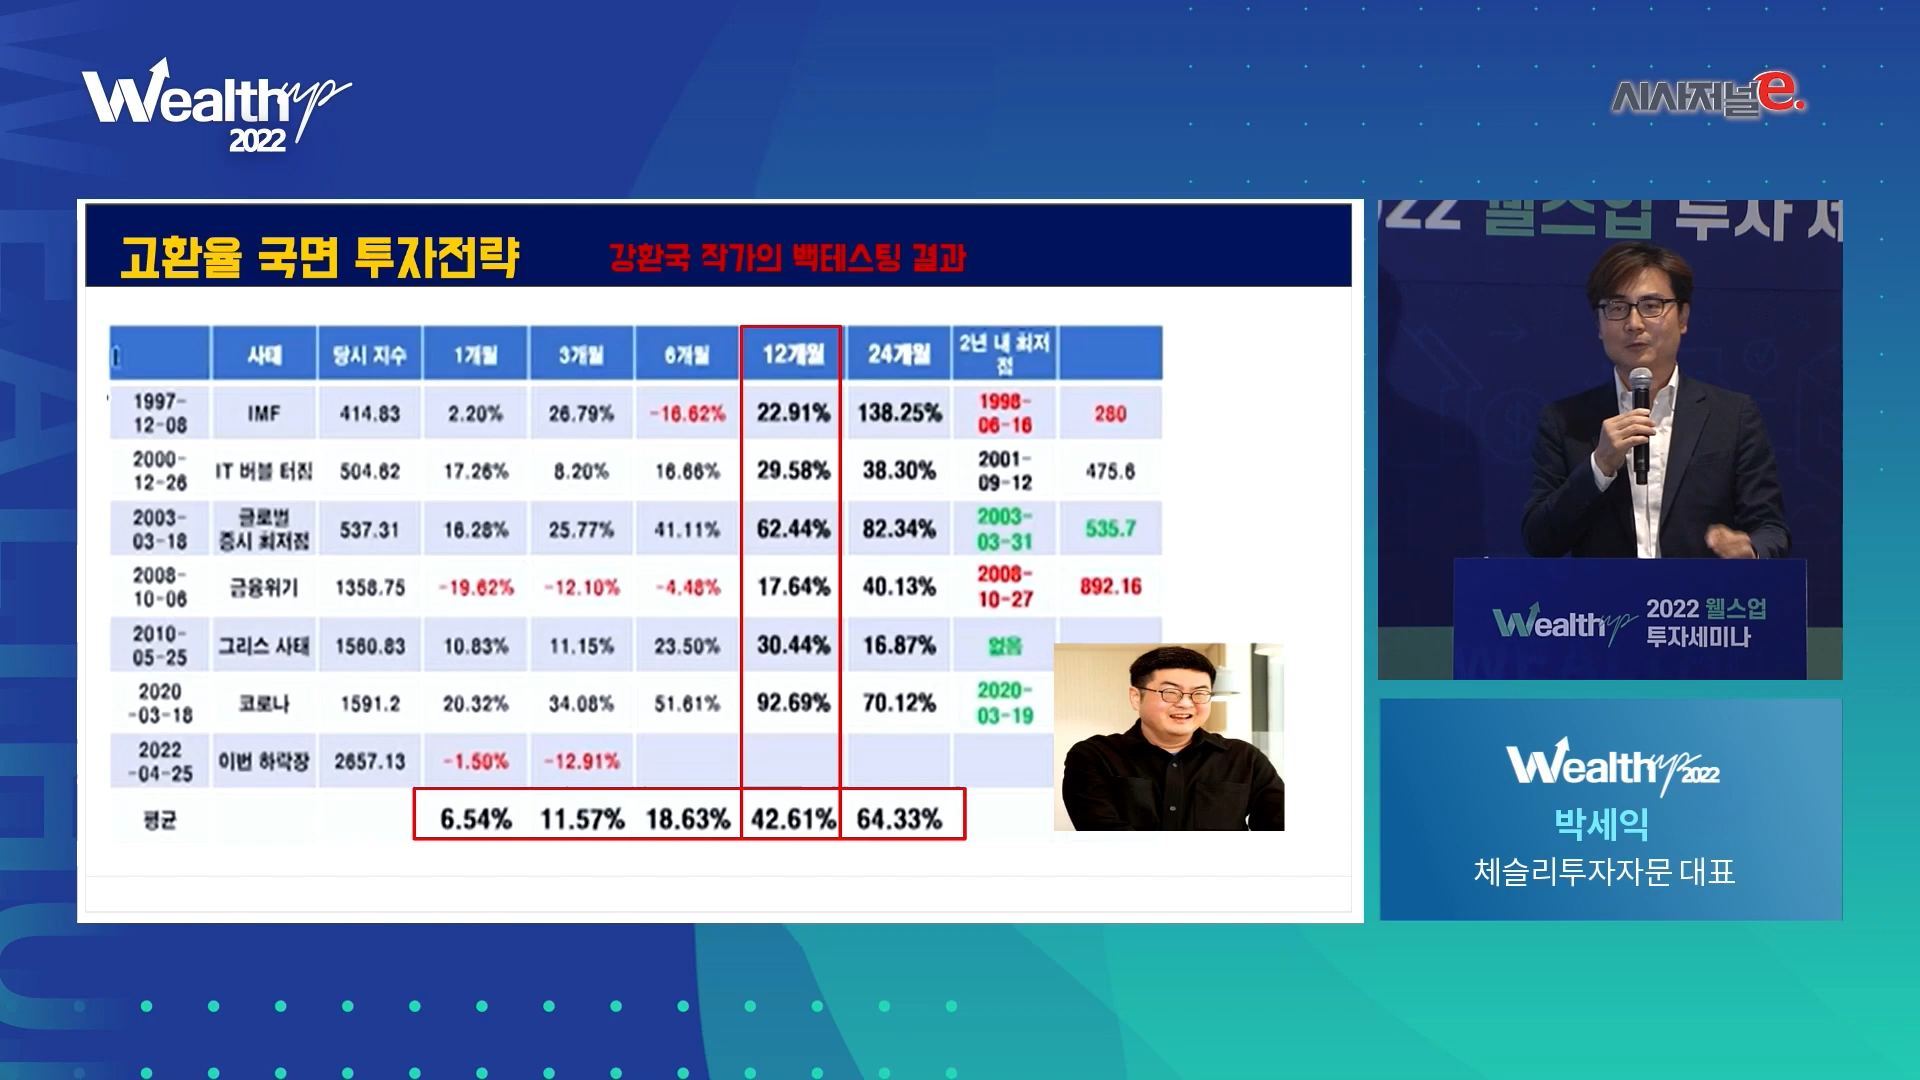 Wealthup
2022
시사저널e.
고환율 국면 투자전략 강환국 작가의 백테스팅 결과
사태 당시 지수 1개월 3개월 6개월 12개월 24개월 2년 내 최저점
1997-12-08 IMF 414.83 2.20% 26.79% -16.62% 22.91% 138.25% 1998-06-16 280
2000-12-26 IT 버블 터짐 504.62 17.26% 8.20% 16.66% 29.58% 38.30% 2001-09-12 475.6
2003-03-18 글로벌 증시 최저점 537.31 16.28% 25.77% 41.11% 62.44% 82.34% 2003-03-31 535.7
2008-10-06 금융위기 1358.75 -19.62% -12.10% -4.48% 17.64% 40.13% 2008-10-27 892.16
2010-05-25 그리스 사태 1560.83 10.83% 11.15% 23.50% 30.44% 16.87% 없음
2020-03-18 코로나 1591.2 20.32% 34.08% 51.61% 92.69% 70.12% 2020-03-19
2022-04-25 이번 하락장 2657.13 -1.50% -12.91%
평균 6.54% 11.57% 18.63% 42.61% 64.33%
2022 웰스업 투자 세
Wealthup 2022 웰스업
투자세미나
Wealthup 2022
박세익
체슬리투자자문 대표